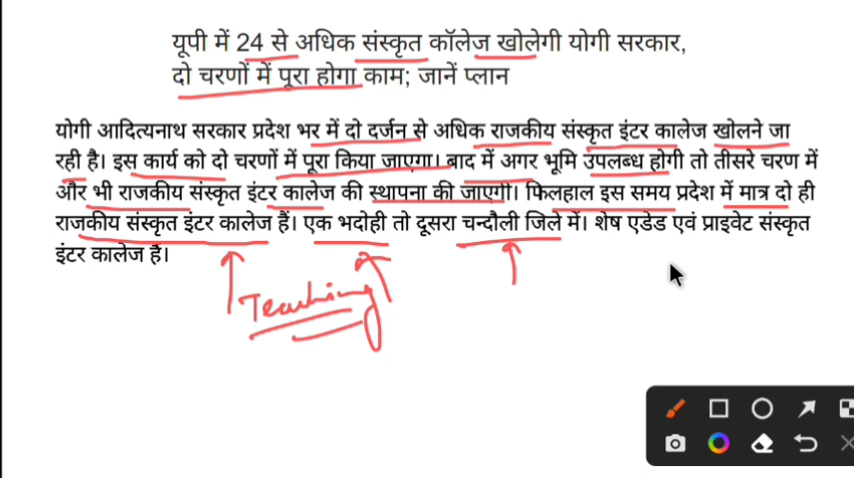 यूपी में 24 से अधिक संस्कृत कॉलेज खोलेगी योगी सरकार,
दो चरणों में पूरा होगा काम; जानें प्लान
योगी आदित्यनाथ सरकार प्रदेश भर में दो दर्जन से अधिक राजकीय संस्कृत इंटर कालेज खोलने जा
रही है। इस कार्य को दो चरणों में पूरा किया जाएगा। बाद में अगर भूमि उपलब्ध होगी तो तीसरे चरण में
और भी राजकीय संस्कृत इंटर कालेज की स्थापना की जाएगी। फिलहाल इस समय प्रदेश में मात्र दो ही
राजकीय संस्कृत इंटर कालेज हैं। एक भदोही तो दूसरा चन्दौली जिले में। शेष एडेड एवं प्राइवेट संस्कृत
इंटर कालेज हैं।
Teaching